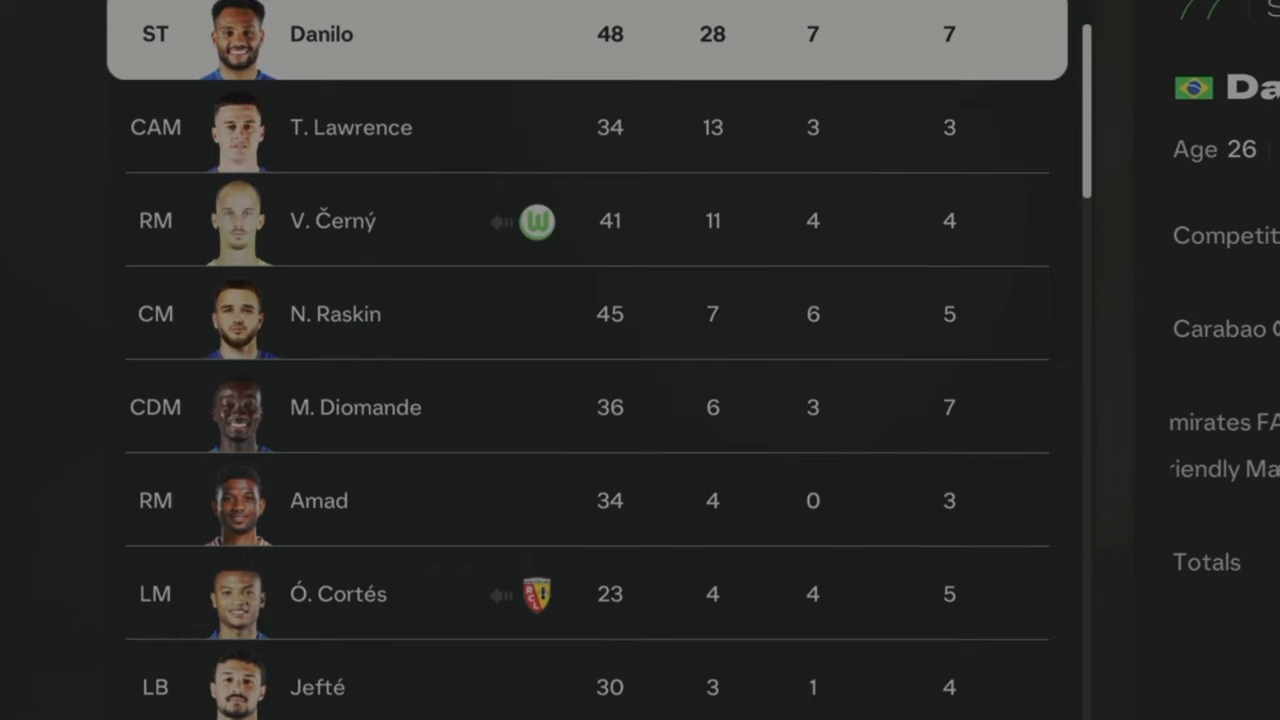 ST Danilo 48 28 7 7
CAM T. Lawrence 34 13 3 3
RM V. Černý 41 11 4 4
CM N. Raskin 45 7 6 5
CDM M. Diomande 36 6 3 7
RM Amad 34 4 0 3
LM Ó. Cortés 23 4 4 5
LB Jefté 30 3 1 4
Da
Age 26
Competit
Carabao
mirates FA
riendly Ma
Totals